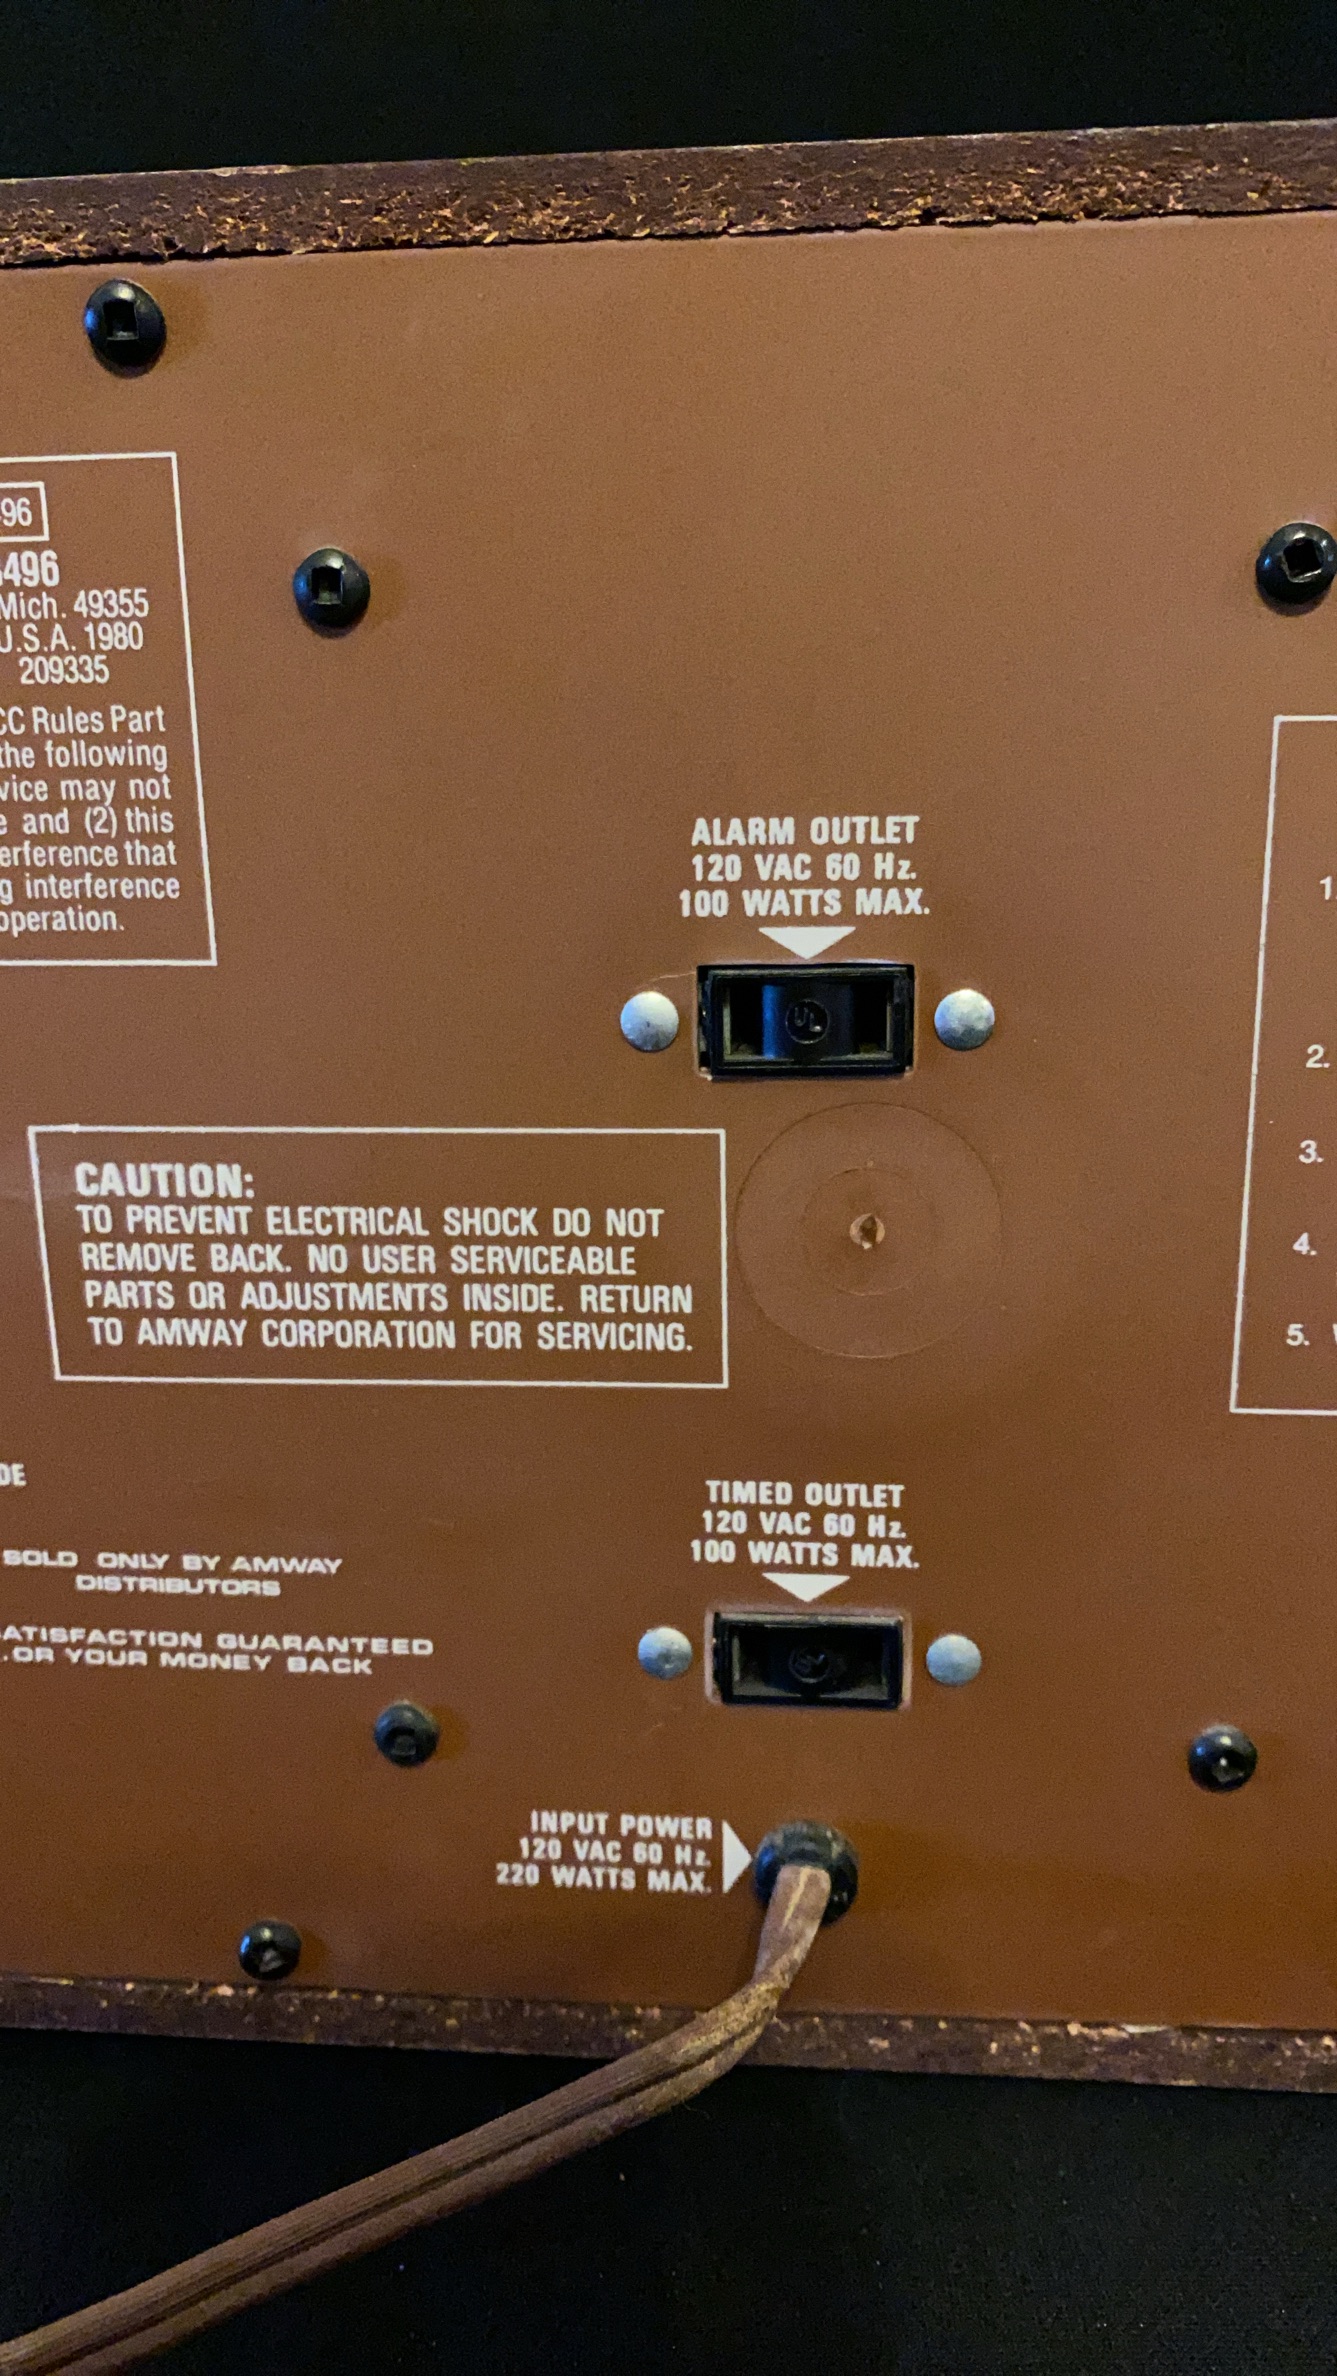 96
496
Mich. 49355
U.S.A. 1980
209335
CC Rules Part
the following
vice may not
e and (2) this
erference that
g interference
operation.
ALARM OUTLET
120 VAC 60 Hz.
100 WATTS MAX.
UL
CAUTION:
TO PREVENT ELECTRICAL SHOCK DO NOT
REMOVE BACK. NO USER SERVICEABLE
PARTS OR ADJUSTMENTS INSIDE. RETURN
TO AMWAY CORPORATION FOR SERVICING.
1.
2.
3.
4.
5.
DE
TIMED OUTLET
120 VAC 60 Hz.
100 WATTS MAX.
SOLD ONLY BY AMWAY
DISTRIBUTORS
ATISFACTION GUARANTEED
..OR YOUR MONEY BACK
INPUT POWER
120 VAC 60 Hz.
220 WATTS MAX.